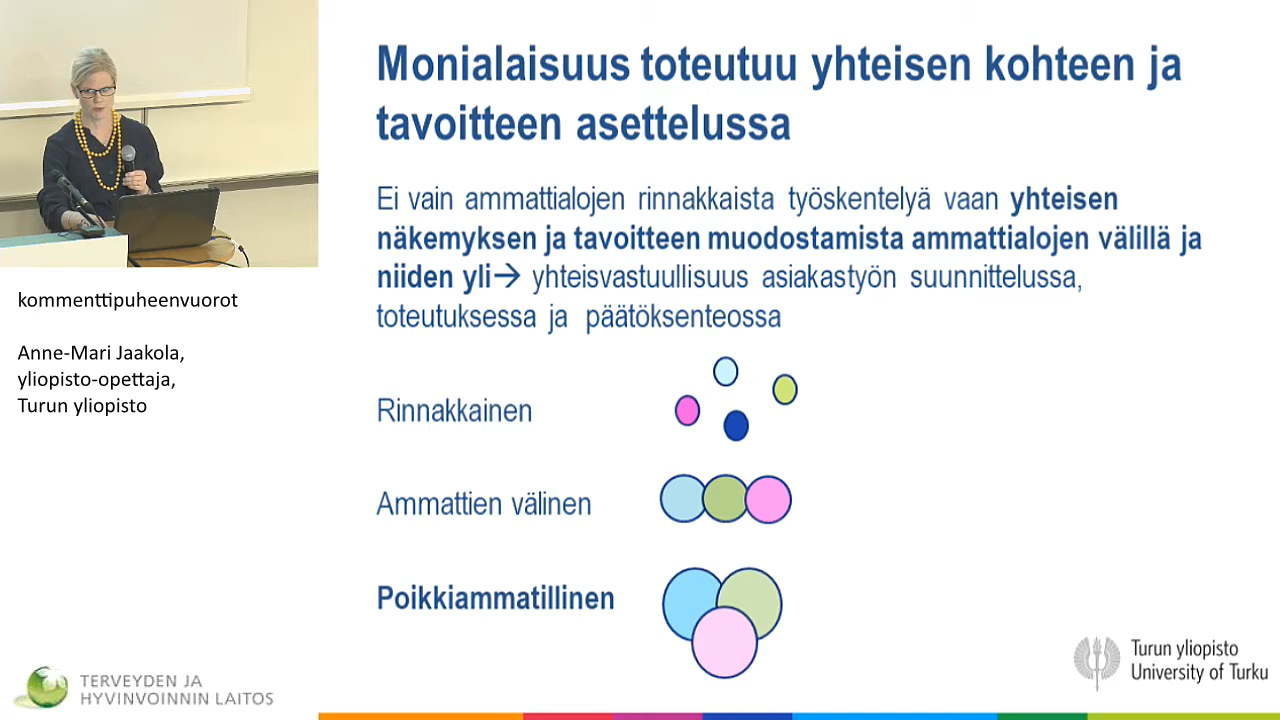 Monialaisuus toteutuu yhteisen kohteen ja
tavoitteen asettelussa
Ei vain ammattialojen rinnakkaista työskentelyä vaan yhteisen
näkemyksen ja tavoitteen muodostamista ammattialojen välillä ja
niiden yli→ yhteisvastuullisuus asiakastyön suunnittelussa,
toteutuksessa ja päätöksenteossa
Rinnakkainen
Ammattien välinen
Poikkiammatillinen
kommenttipuheenvuorot
Anne-Mari Jaakola,
yliopisto-opettaja,
Turun yliopisto
TERVEYDEN JA
HYVINVOINNIN LAITOS
Turun yliopisto
University of Turku